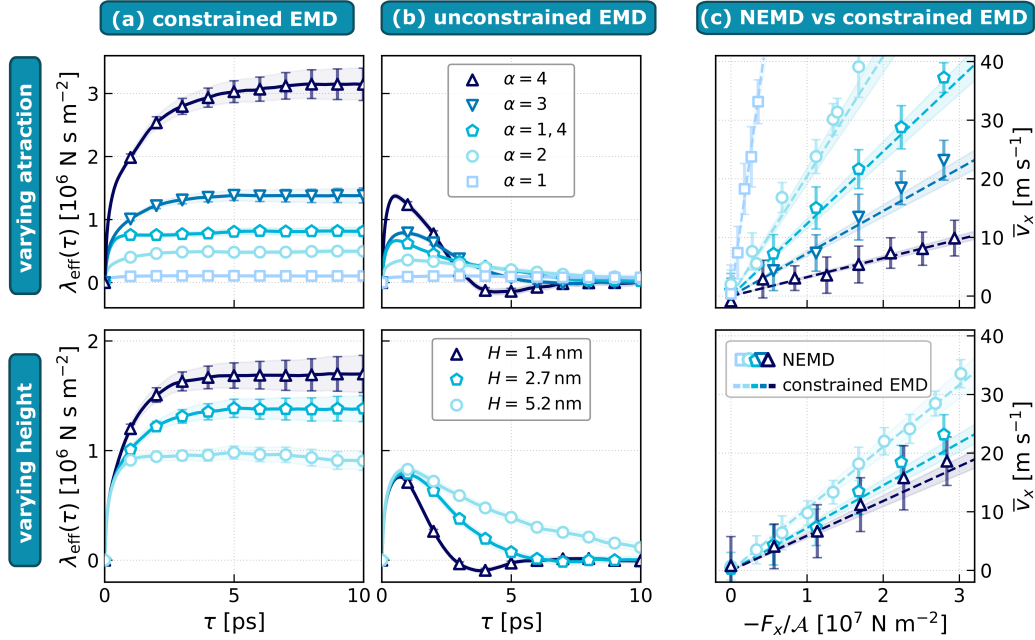 (a) constrained EMD
(b) unconstrained EMD
(c) NEMD vs constrained EMD
varying atraction
λeff(τ) [10⁶ N s m⁻²]
3
2
1
0
α = 4
α = 3
α = 1, 4
α = 2
α = 1
40
30
20
10
0
v̅ₓ [m s⁻¹]
varying height
λeff(τ) [10⁶ N s m⁻²]
2
1
0
H = 1.4 nm
H = 2.7 nm
H = 5.2 nm
NEMD
constrained EMD
40
30
20
10
0
v̅ₓ [m s⁻¹]
0 5 10
τ [ps]
0 5 10
τ [ps]
0 1 2 3
−Fₓ/𝒜 [10⁷ N m⁻²]